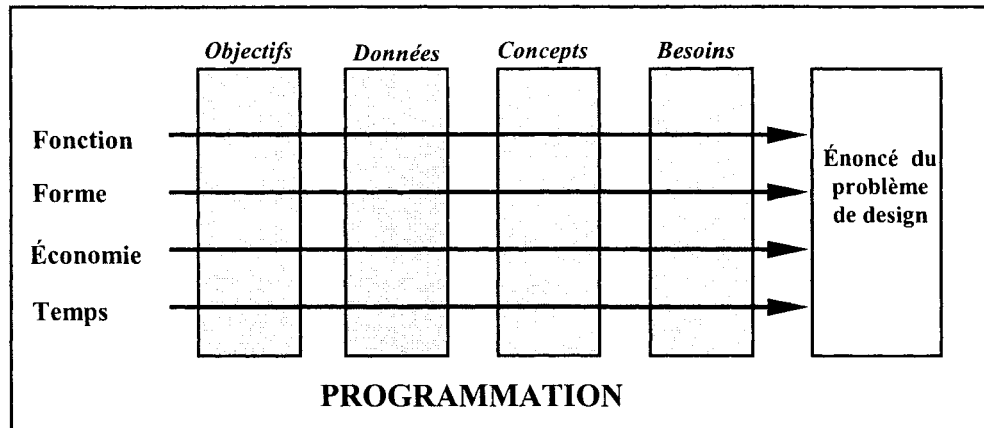 Objectifs Données Concepts Besoins
Fonction
Forme
Économie
Temps
Énoncé du
problème
de design
PROGRAMMATION